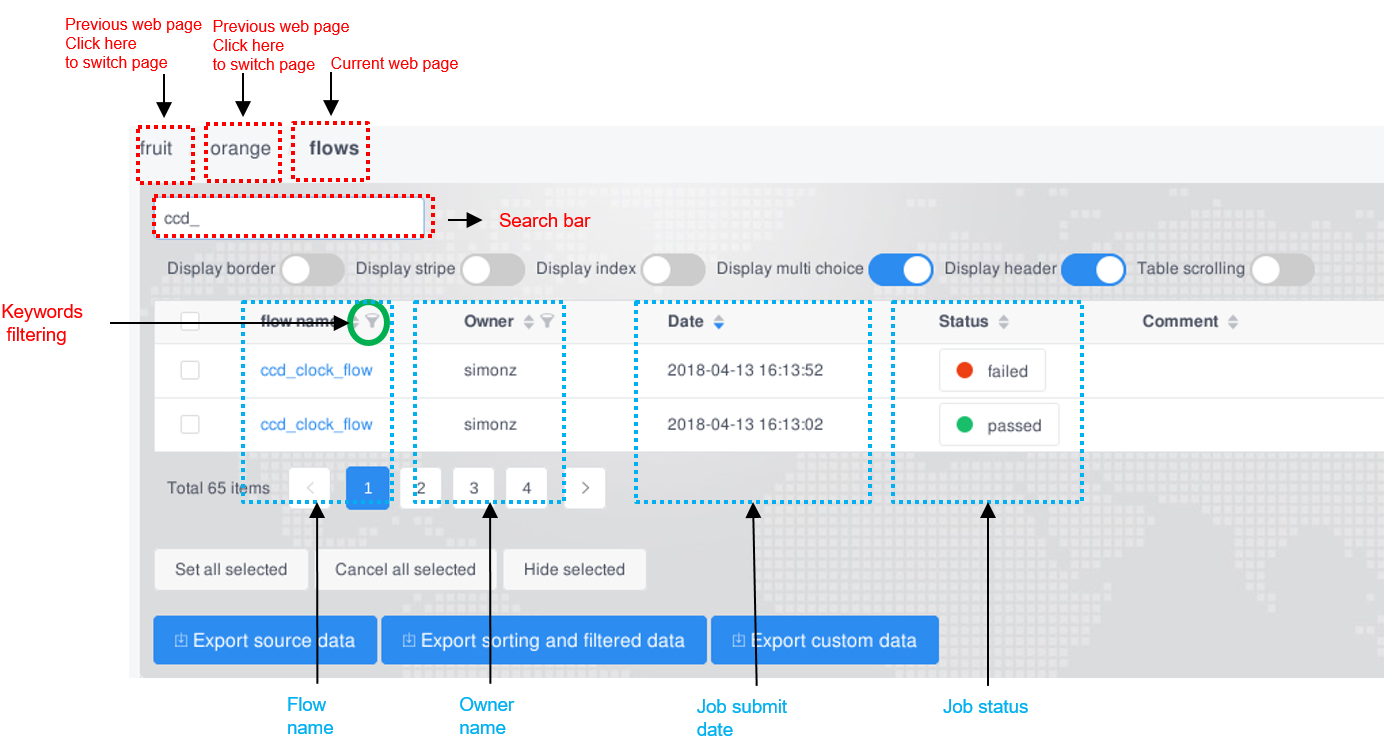 Previous web page
Click here
to switch page
Previous web page
Click here
to switch page
Current web page
fruit
orange
flows
ccd_
Search bar
Display border
Display stripe
Display index
Display multi choice
Display header
Table scrolling
Keywords
filtering
flow name
Owner
Date
Status
Comment
ccd_clock_flow
simonz
2018-04-13 16:13:52
failed
ccd_clock_flow
simonz
2018-04-13 16:13:02
passed
Total 65 items
<
1
2
3
4
>
Set all selected
Cancel all selected
Hide selected
Export source data
Export sorting and filtered data
Export custom data
Flow
name
Owner
name
Job submit
date
Job status